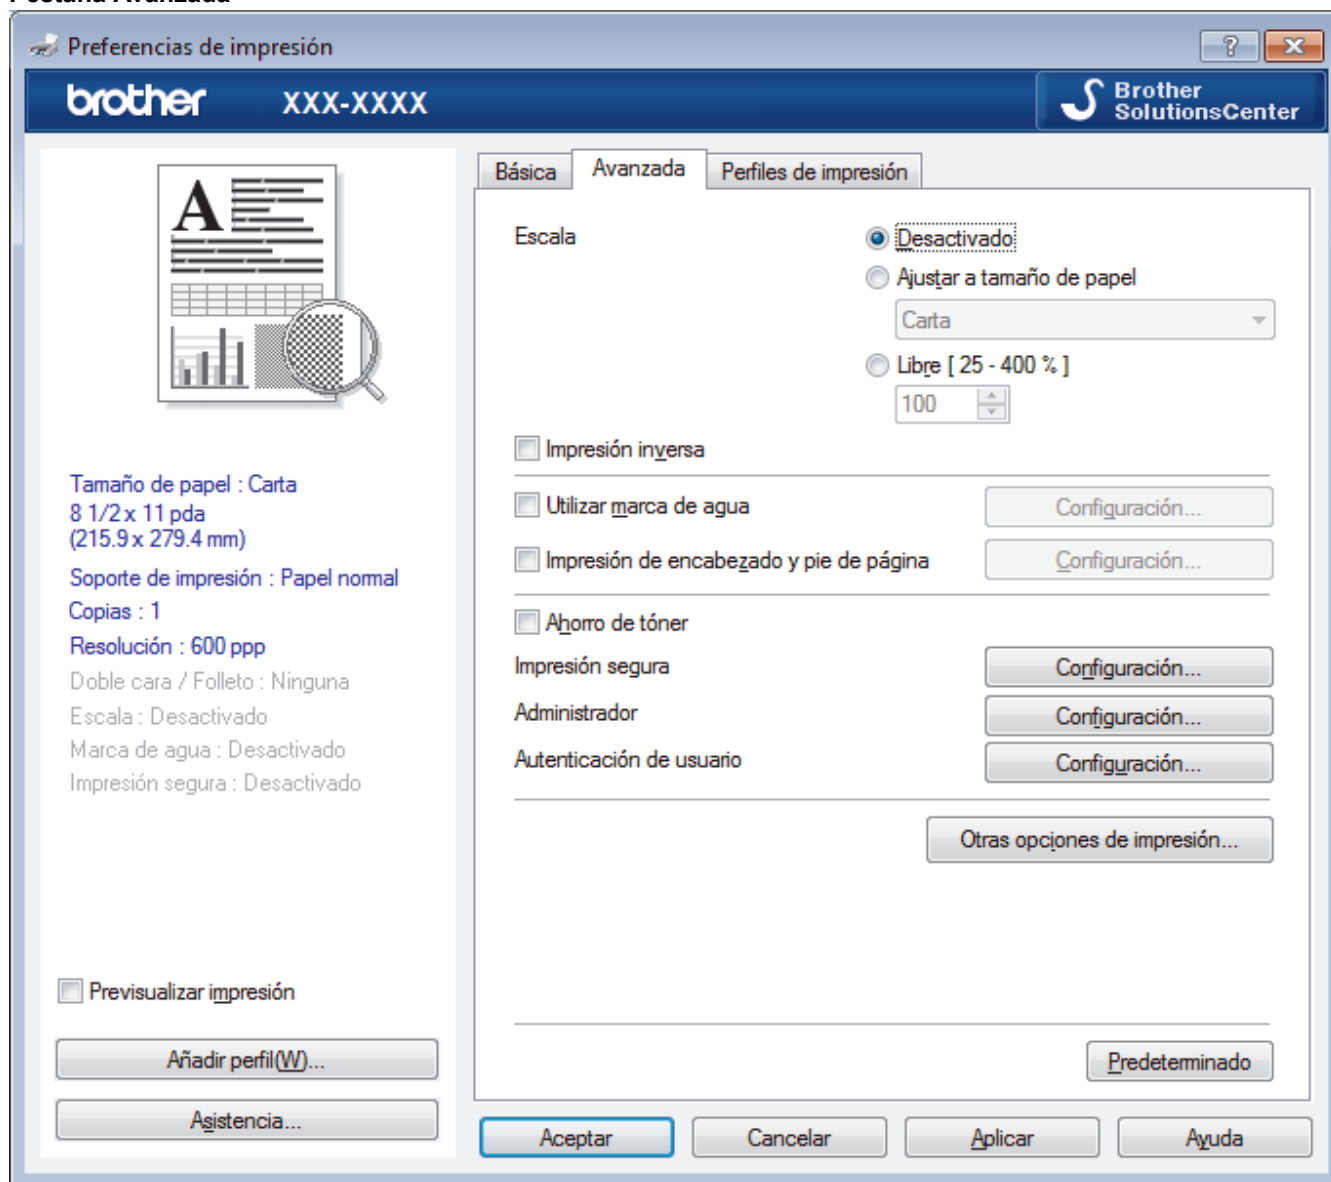 Pestaña Avanzada
Preferencias de impresión
brother XXX-XXXX
Brother
SolutionsCenter
A
Tamaño de papel : Carta
8 1/2 x 11 pda
(215.9 x 279.4 mm)
Soporte de impresión : Papel normal
Copias : 1
Resolución : 600 ppp
Doble cara / Folleto : Ninguna
Escala : Desactivado
Marca de agua : Desactivado
Impresión segura : Desactivado
Previsualizar impresión
Añadir perfil(W)...
Asistencia...
Básica Avanzada Perfiles de impresión
Escala
Desactivado
Ajustar a tamaño de papel
Carta
Libre [ 25 - 400 % ]
100
Impresión inversa
Utilizar marca de agua Configuración...
Impresión de encabezado y pie de página Configuración...
Ahorro de tóner
Impresión segura Configuración...
Administrador Configuración...
Autenticación de usuario Configuración...
Otras opciones de impresión...
Predeterminado
Aceptar Cancelar Aplicar Ayuda